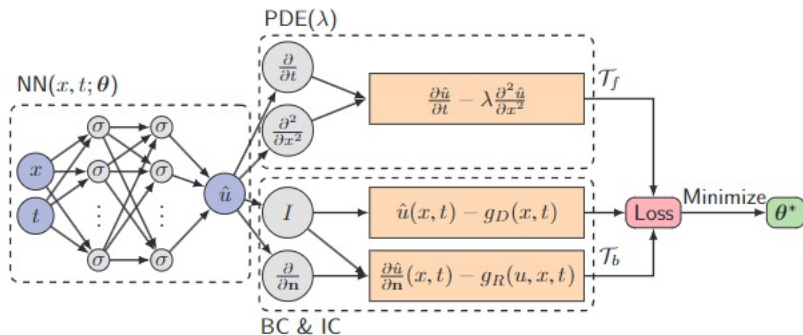 PDE(λ)
NN(x, t; θ)
∂/∂t
∂²/∂x²
∂û/∂t − λ ∂²û/∂x²
𝒯_f
σ σ
x
σ σ
t
⋮ ⋮
σ σ
û
I
û(x, t) − g_D(x, t)
Loss
Minimize
θ*
∂/∂n
∂û/∂n (x, t) − g_R(u, x, t)
𝒯_b
BC & IC